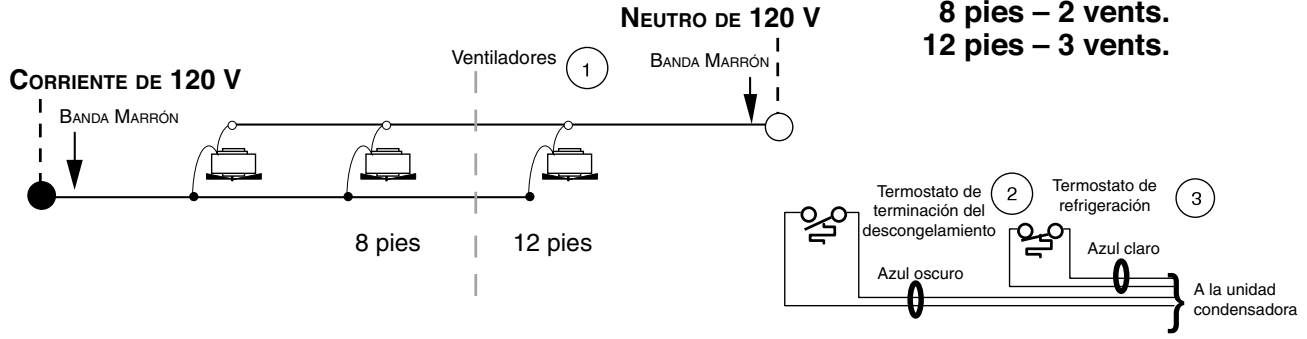 NEUTRO DE 120 V
8 pies – 2 vents.
12 pies – 3 vents.
Ventiladores
1
BANDA MARRÓN
CORRIENTE DE 120 V
BANDA MARRÓN
8 pies
12 pies
Termostato de
terminación del
descongelamiento
2
Termostato de
refrigeración
3
Azul oscuro
Azul claro
A la unidad
condensadora